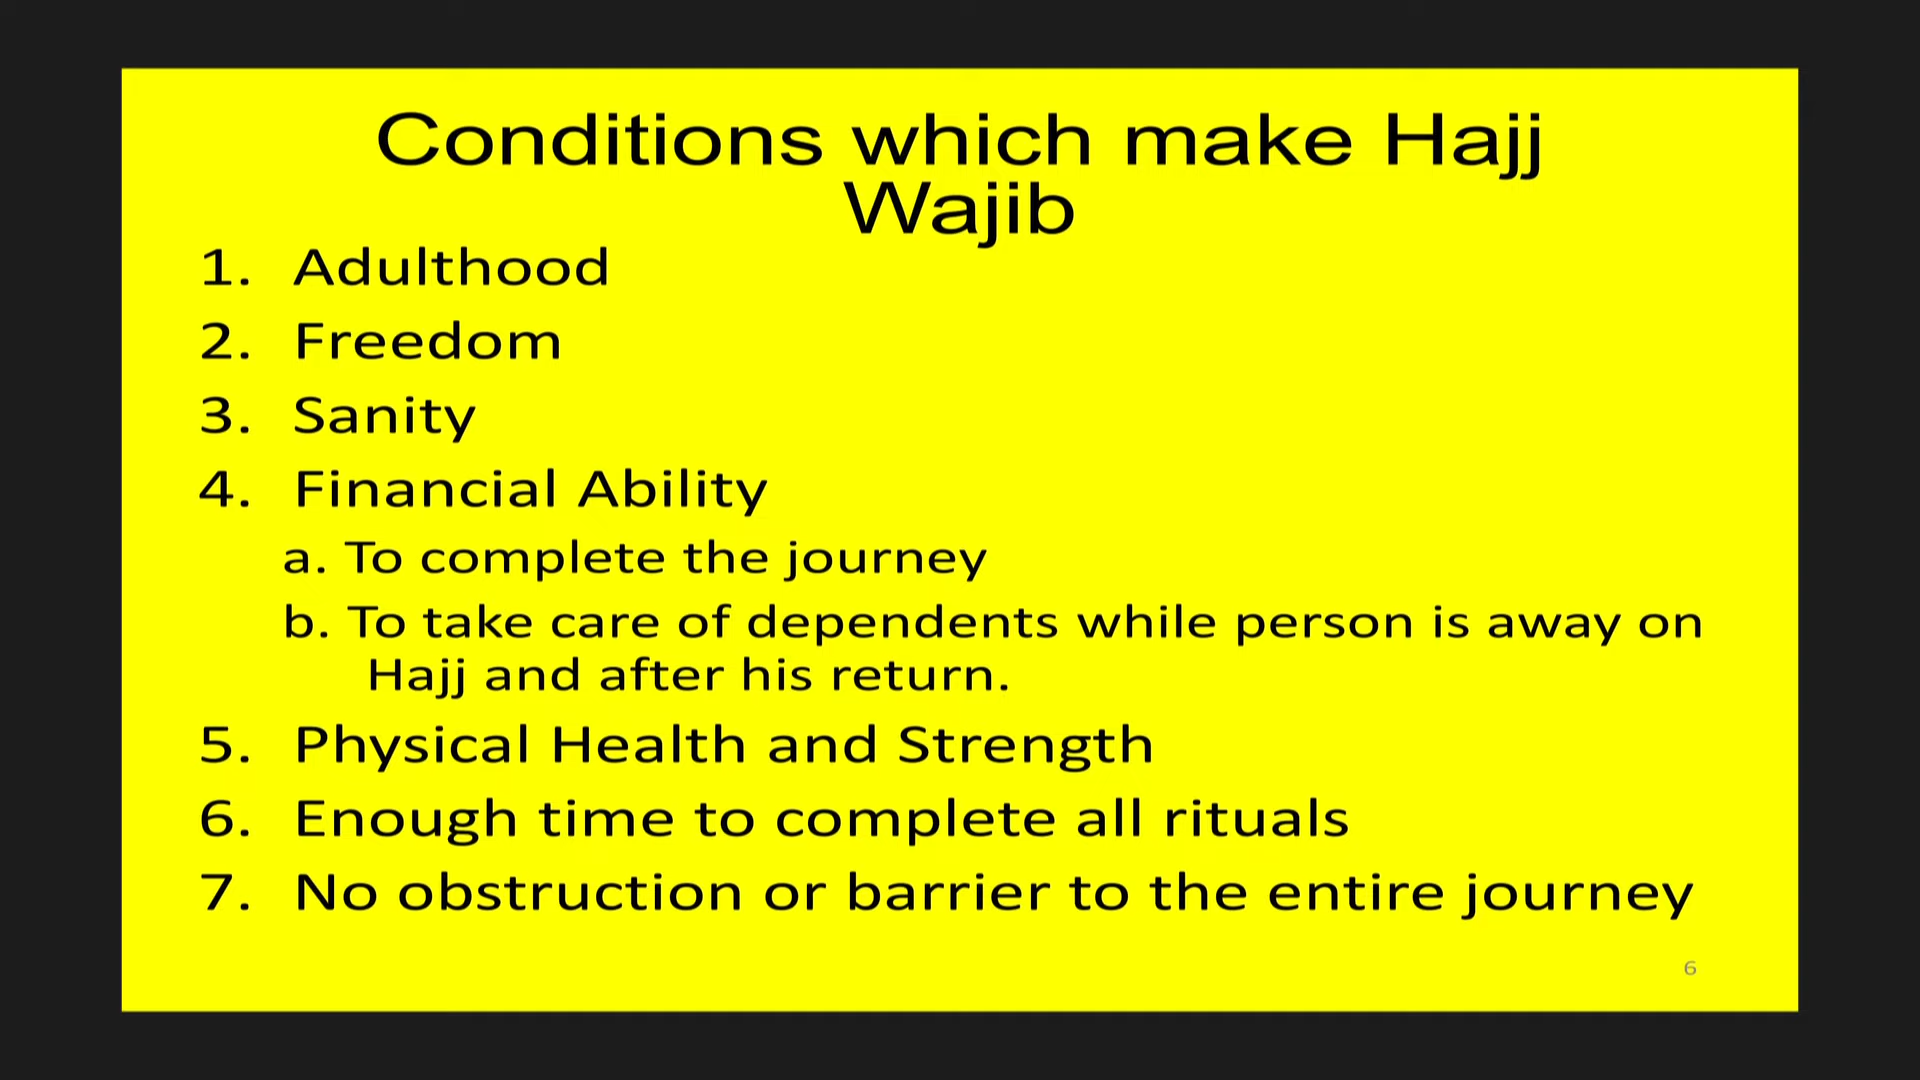 Conditions which make Hajj
Wajib
1. Adulthood
2. Freedom
3. Sanity
4. Financial Ability
a. To complete the journey
b. To take care of dependents while person is away on
Hajj and after his return.
5. Physical Health and Strength
6. Enough time to complete all rituals
7. No obstruction or barrier to the entire journey
6